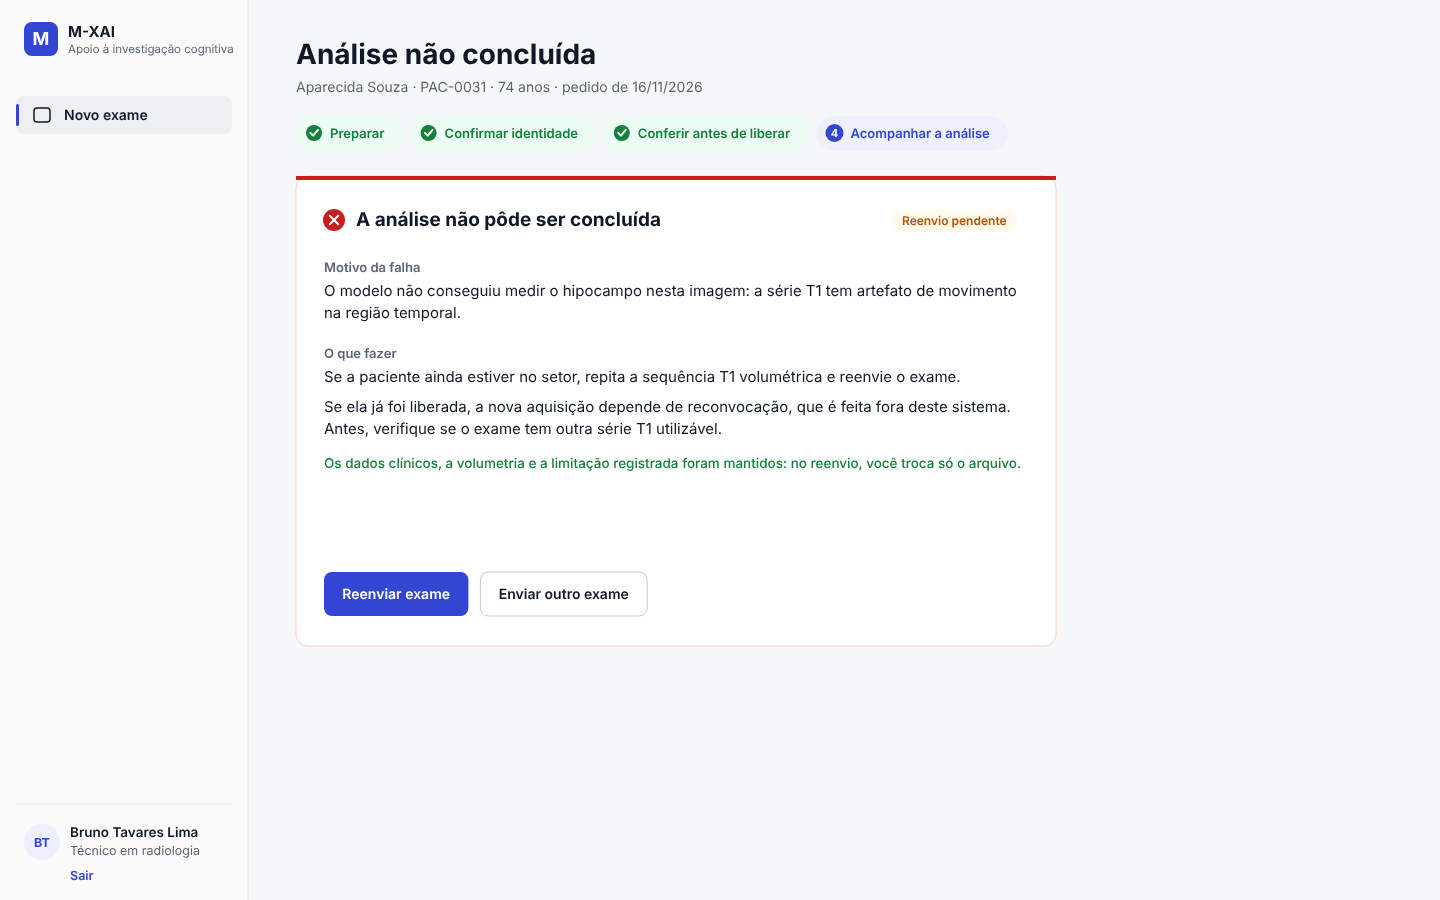 M
M-XAI
Apoio à investigação cognitiva
Novo exame
Análise não concluída
Aparecida Souza · PAC-0031 · 74 anos · pedido de 16/11/2026
Preparar
Confirmar identidade
Conferir antes de liberar
4 Acompanhar a análise
A análise não pôde ser concluída
Reenvio pendente
Motivo da falha
O modelo não conseguiu medir o hipocampo nesta imagem: a série T1 tem artefato de movimento
na região temporal.
O que fazer
Se a paciente ainda estiver no setor, repita a sequência T1 volumétrica e reenvie o exame.
Se ela já foi liberada, a nova aquisição depende de reconvocação, que é feita fora deste sistema.
Antes, verifique se o exame tem outra série T1 utilizável.
Os dados clínicos, a volumetria e a limitação registrada foram mantidos: no reenvio, você troca só o arquivo.
Reenviar exame
Enviar outro exame
BT
Bruno Tavares Lima
Técnico em radiologia
Sair